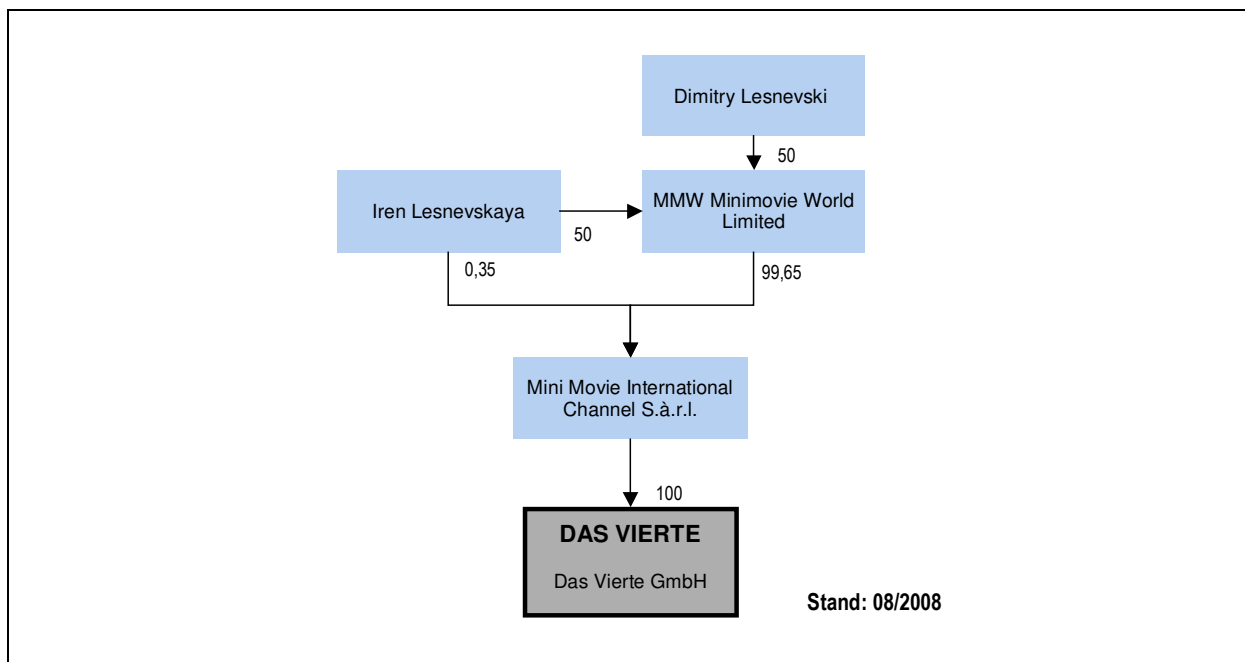 Dimitry Lesnevski
50
Iren Lesnevskaya
50
MMW Minimovie World
Limited
0,35
99,65
Mini Movie International
Channel S.à.r.l.
100
DAS VIERTE
Das Vierte GmbH
Stand: 08/2008